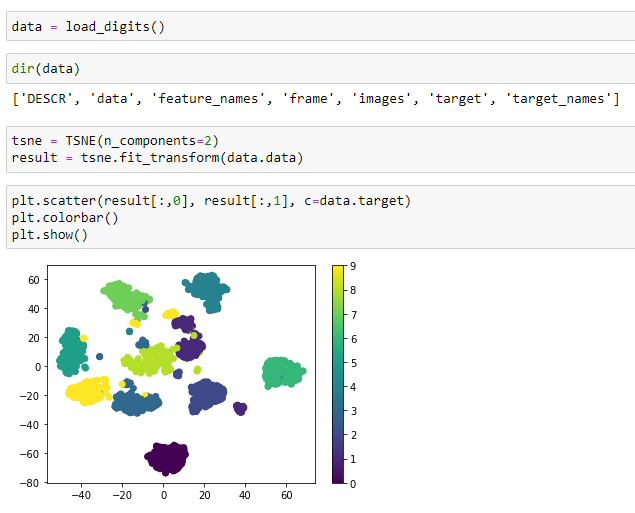 data = load_digits()
dir(data)
['DESCR', 'data', 'feature_names', 'frame', 'images', 'target', 'target_names']
tsne = TSNE(n_components=2)
result = tsne.fit_transform(data.data)
plt.scatter(result[:,0], result[:,1], c=data.target)
plt.colorbar()
plt.show()
60
40
20
0
−20
−40
−60
−80
−40 −20 0 20 40 60
9
8
7
6
5
4
3
2
1
0